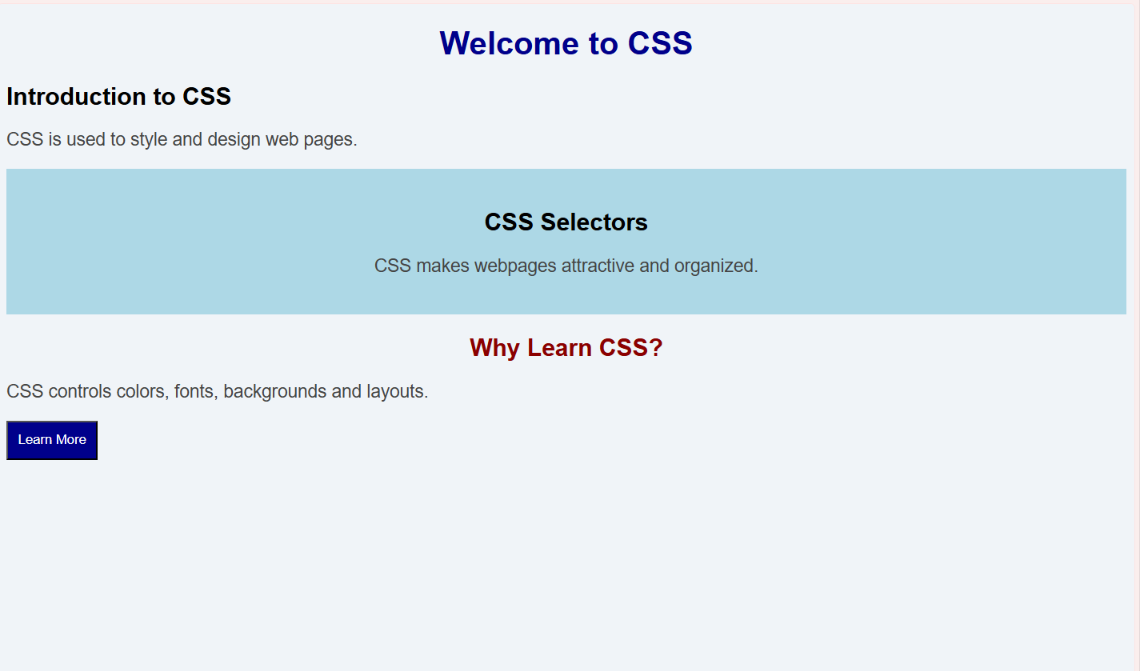 Welcome to CSS
Introduction to CSS
CSS is used to style and design web pages.
CSS Selectors
CSS makes webpages attractive and organized.
Why Learn CSS?
CSS controls colors, fonts, backgrounds and layouts.
Learn More